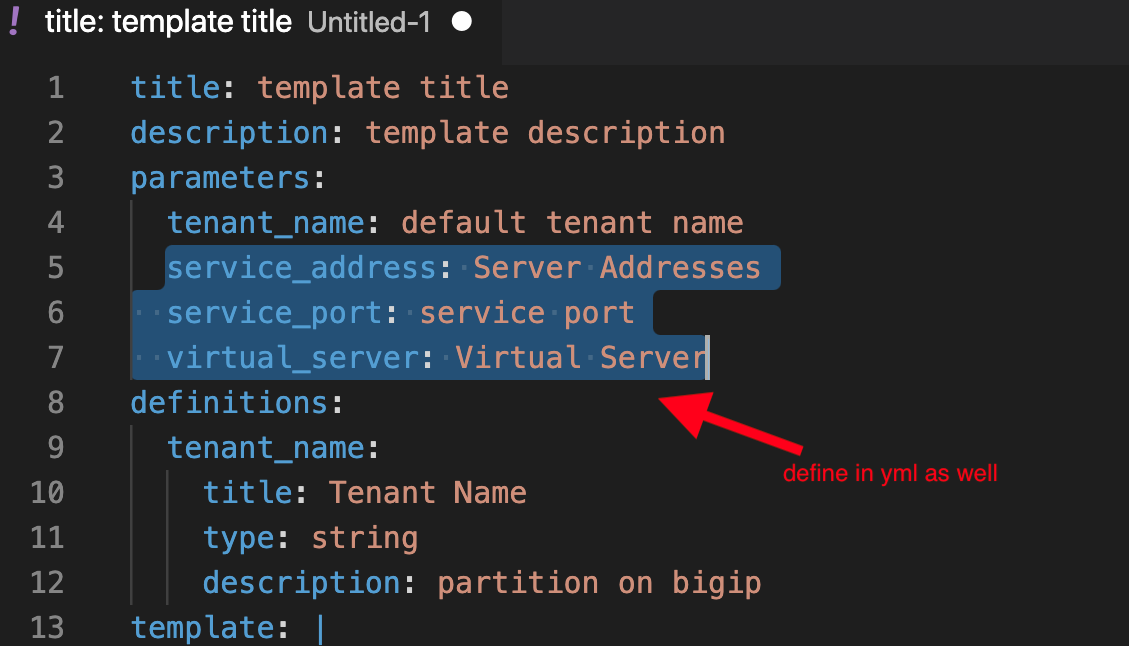 ! title: template title Untitled-1
1 title: template title
2 description: template description
3 parameters:
4 tenant_name: default tenant name
5 service_address: Server Addresses
6 service_port: service port
7 virtual_server: Virtual Server
8 definitions:
9 tenant_name:
10 title: Tenant Name
11 type: string
12 description: partition on bigip
13 template: |
define in yml as well